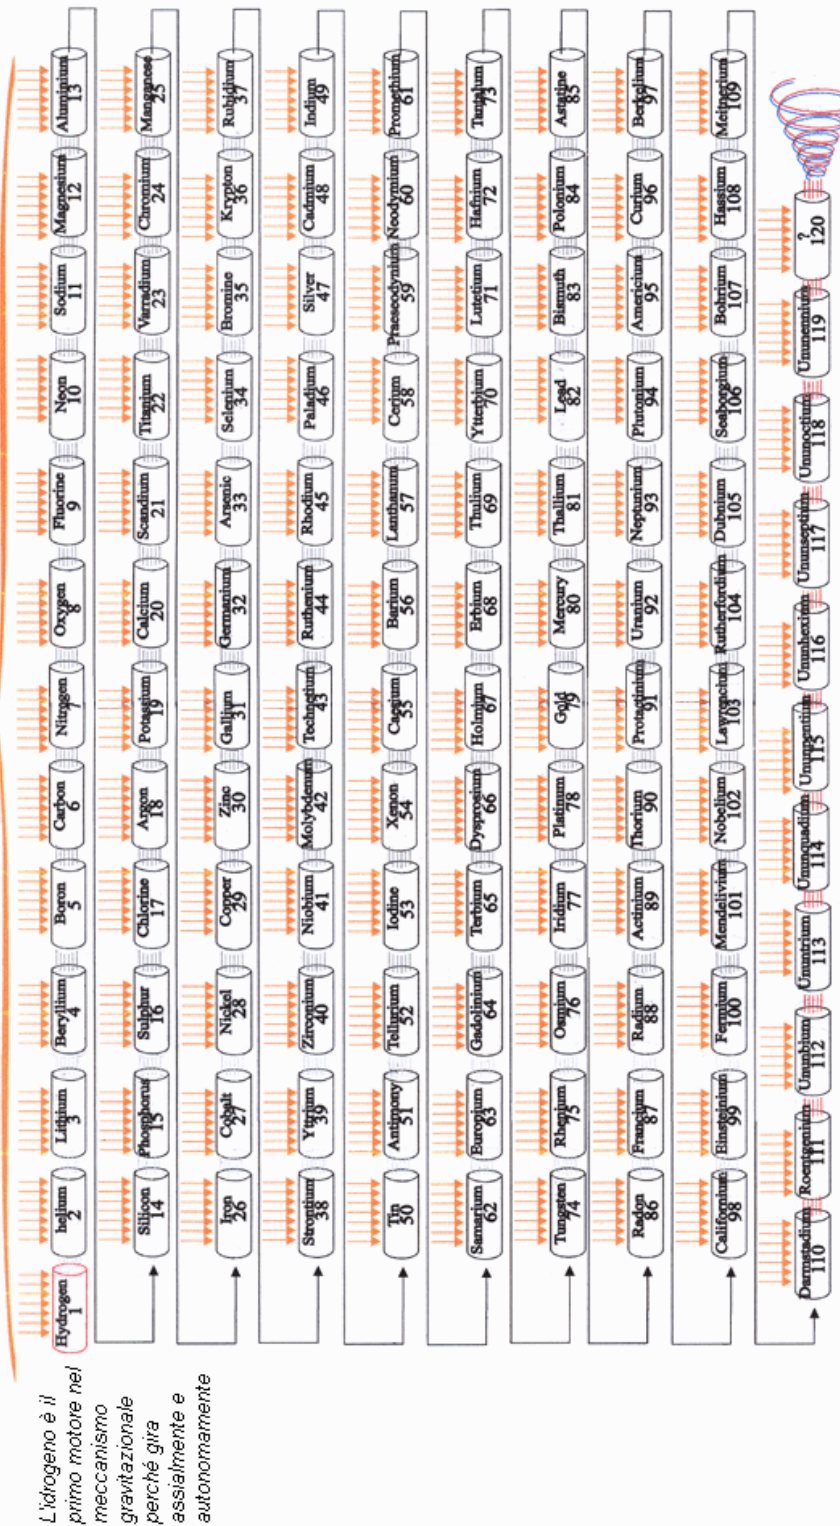 L'idrogeno è il
primo motore nel
meccanismo
gravitazionale
perché gira
assialmente e
autonomamente
Hydrogen
1
helium
2
Lithium
3
Beryllium
4
Boron
5
Carbon
6
Nitrogen
7
Oxygen
8
Fluorine
9
Neon
10
Sodium
11
Magnesium
12
Aluminium
13
Silicon
14
Phosphorus
15
Sulphur
16
Chlorine
17
Argon
18
Potassium
19
Calcium
20
Scandium
21
Titanium
22
Varradium
23
Chromium
24
Manganese
25
Iron
26
Cobalt
27
Nickel
28
Copper
29
Zinc
30
Gallium
31
Germanium
32
Arsenic
33
Selenium
34
Bromine
35
Krypton
36
Rubidium
37
Strontium
38
Yttrium
39
Zirconium
40
Niobium
41
Molybdenum
42
Technetium
43
Ruthenium
44
Rhodium
45
Paladium
46
Silver
47
Cadmium
48
Indium
49
Tin
50
Antimony
51
Tellurium
52
Iodine
53
Xenon
54
Caesium
55
Barium
56
Lanthanum
57
Cerium
58
Praeseodynium
59
Neodymium
60
Promethium
61
Samarium
62
Europium
63
Gadolinium
64
Terbium
65
Dysprosium
66
Holmium
67
Erbium
68
Thulium
69
Ytterbium
70
Lutetium
71
Hafnium
72
Tantalum
73
Tungsten
74
Rhenium
75
Osmium
76
Iridium
77
Platinum
78
Gold
79
Mercury
80
Thallium
81
Lead
82
Bismuth
83
Polonium
84
Astasine
85
Radon
86
Francium
87
Radium
88
Actinium
89
Thorium
90
Protactinium
91
Uranium
92
Neptunium
93
Plutonium
94
Americium
95
Curium
96
Berkelium
97
Californium
98
Einsteinium
99
Fermium
100
Mendelivium
101
Nobelium
102
Lawrencium
103
Rutherfordium
104
Dubnium
105
Seaborgium
106
Bohrium
107
Hassium
108
Meitnerium
109
Darmstadium
110
Roentgenium
111
Ununbium
112
Ununtrium
113
Ununquadium
114
Ununpentium
115
Ununhexium
116
Ununseptium
117
Ununoctium
118
Ununennium
119
?
120